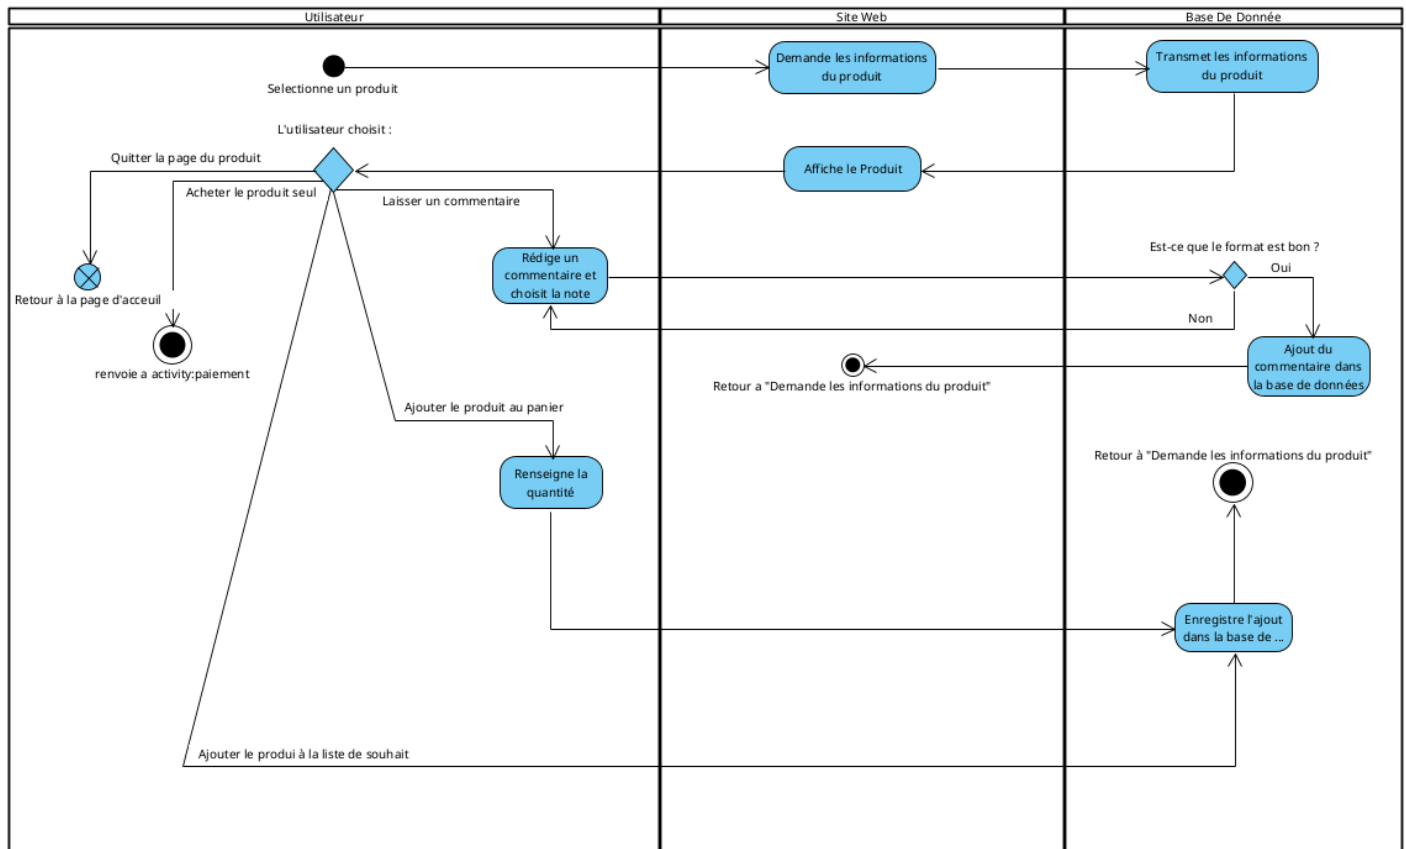 Utilisateur
Site Web
Base De Donnée
Demande les informations
du produit
Transmet les informations
du produit
Selectionne un produit
L'utilisateur choisit :
Quitter la page du produit
Affiche le Produit
Acheter le produit seul
Laisser un commentaire
Est-ce que le format est bon ?
Rédige un
commentaire et
choisit la note
Oui
Retour à la page d'acceuil
Non
Ajout du
commentaire dans
la base de données
renvoie a activity:paiement
Retour a "Demande les informations du produit"
Ajouter le produit au panier
Retour à "Demande les informations du produit"
Renseigne la
quantité
Enregistre l'ajout
dans la base de ...
Ajouter le produi à la liste de souhait